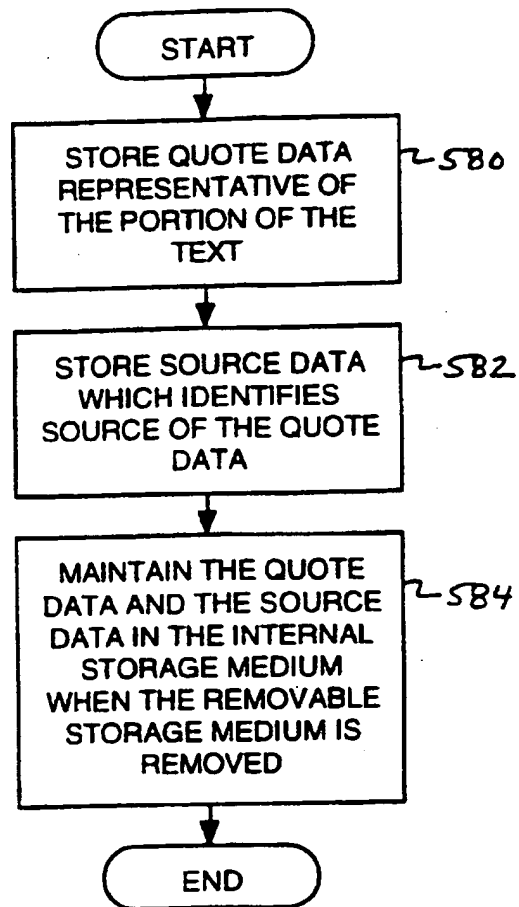 START
STORE QUOTE DATA
REPRESENTATIVE OF
THE PORTION OF THE
TEXT
580
STORE SOURCE DATA
WHICH IDENTIFIES
SOURCE OF THE QUOTE
DATA
582
MAINTAIN THE QUOTE
DATA AND THE SOURCE
DATA IN THE INTERNAL
STORAGE MEDIUM
WHEN THE REMOVABLE
STORAGE MEDIUM IS
REMOVED
584
END